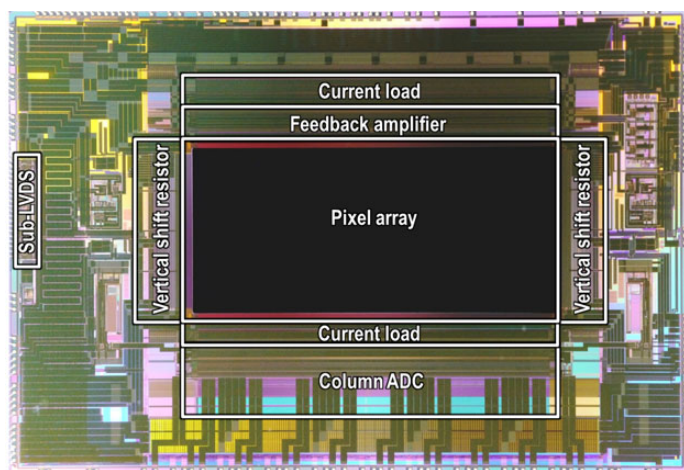 Current load
Feedback amplifier
Sub-LVDS
Vertical shift resistor
Pixel array
Vertical shift resistor
Current load
Column ADC